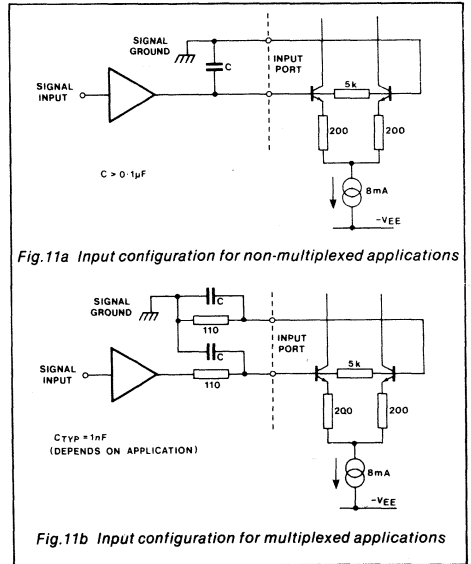 SIGNAL
GROUND
C
INPUT
PORT
SIGNAL
INPUT
5k
200
200
C > 0·1µF
8mA
-VEE
Fig.11a Input configuration for non-multiplexed applications
C
SIGNAL
GROUND
110
INPUT
PORT
C
SIGNAL
INPUT
110
5k
200
200
CTYP = 1nF
(DEPENDS ON APPLICATION)
8mA
-VEE
Fig.11b Input configuration for multiplexed applications